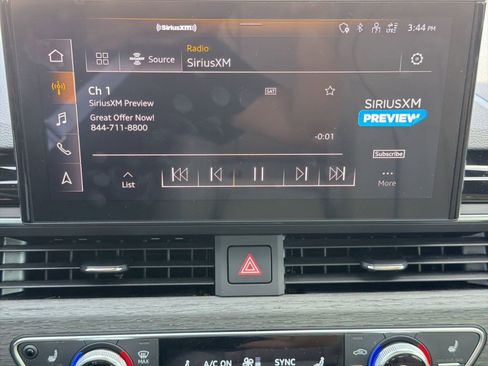 SiriusXM
3:44 PM
LTE
Source
Radio
SiriusXM
Ch 1
SAT
SiriusXM Preview
Great Offer Now!
844-711-8800
-0:01
SIRIUSXM
PREVIEW
Subscribe
List
More
MAX
A/C ON
SYNC